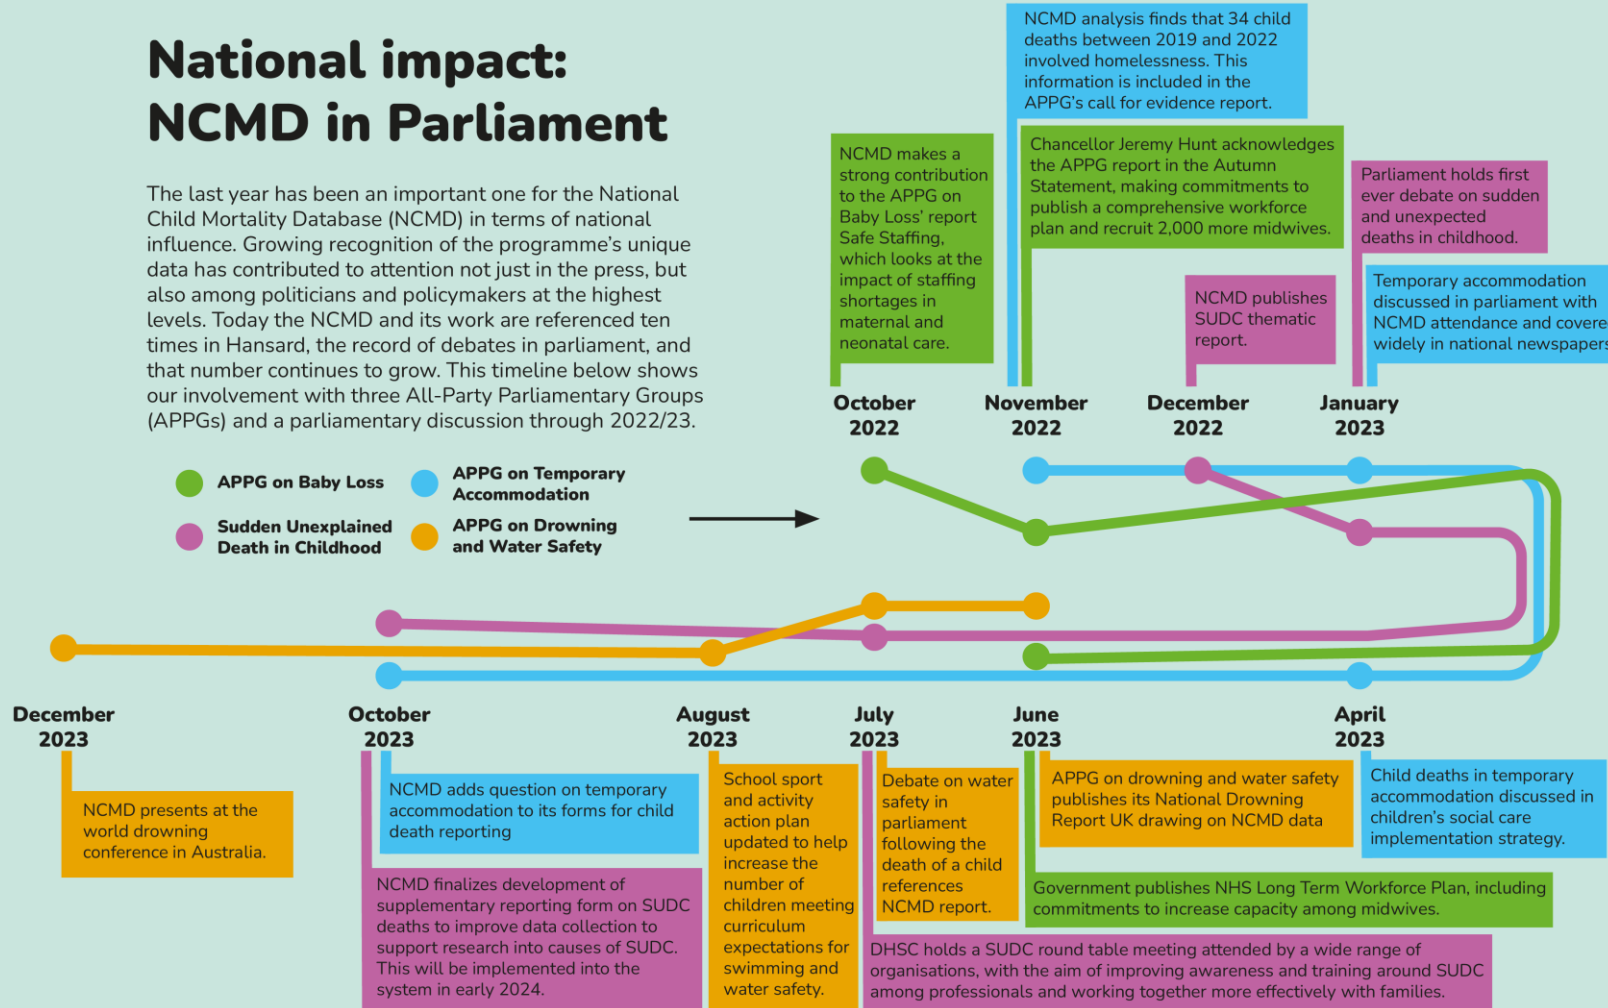 National impact:
NCMD in Parliament
The last year has been an important one for the National
Child Mortality Database (NCMD) in terms of national
influence. Growing recognition of the programme’s unique
data has contributed to attention not just in the press, but
also among politicians and policymakers at the highest
levels. Today the NCMD and its work are referenced ten
times in Hansard, the record of debates in parliament, and
that number continues to grow. This timeline below shows
our involvement with three All-Party Parliamentary Groups
(APPGs) and a parliamentary discussion through 2022/23.
APPG on Baby Loss
APPG on Temporary
Accommodation
Sudden Unexplained
Death in Childhood
APPG on Drowning
and Water Safety
NCMD makes a
strong contribution
to the APPG on
Baby Loss’ report
Safe Staffing,
which looks at the
impact of staffing
shortages in
maternal and
neonatal care.
October
2022
NCMD analysis finds that 34 child
deaths between 2019 and 2022
involved homelessness. This
information is included in the
APPG’s call for evidence report.
Chancellor Jeremy Hunt acknowledges
the APPG report in the Autumn
Statement, making commitments to
publish a comprehensive workforce
plan and recruit 2,000 more midwives.
November
2022
NCMD publishes
SUDC thematic
report.
December
2022
Parliament holds first
ever debate on sudden
and unexpected
deaths in childhood.
Temporary accommodation
discussed in parliament with
NCMD attendance and covere
widely in national newspapers
January
2023
April
2023
Child deaths in temporary
accommodation discussed in
children’s social care
implementation strategy.
June
2023
APPG on drowning and water safety
publishes its National Drowning
Report UK drawing on NCMD data
Government publishes NHS Long Term Workforce Plan, including
commitments to increase capacity among midwives.
July
2023
Debate on water
safety in
parliament
following the
death of a child
references
NCMD report.
DHSC holds a SUDC round table meeting attended by a wide range of
organisations, with the aim of improving awareness and training around SUDC
among professionals and working together more effectively with families.
August
2023
School sport
and activity
action plan
updated to help
increase the
number of
children meeting
curriculum
expectations for
swimming and
water safety.
October
2023
NCMD adds question on temporary
accommodation to its forms for child
death reporting
NCMD finalizes development of
supplementary reporting form on SUDC
deaths to improve data collection to
support research into causes of SUDC.
This will be implemented into the
system in early 2024.
December
2023
NCMD presents at the
world drowning
conference in Australia.